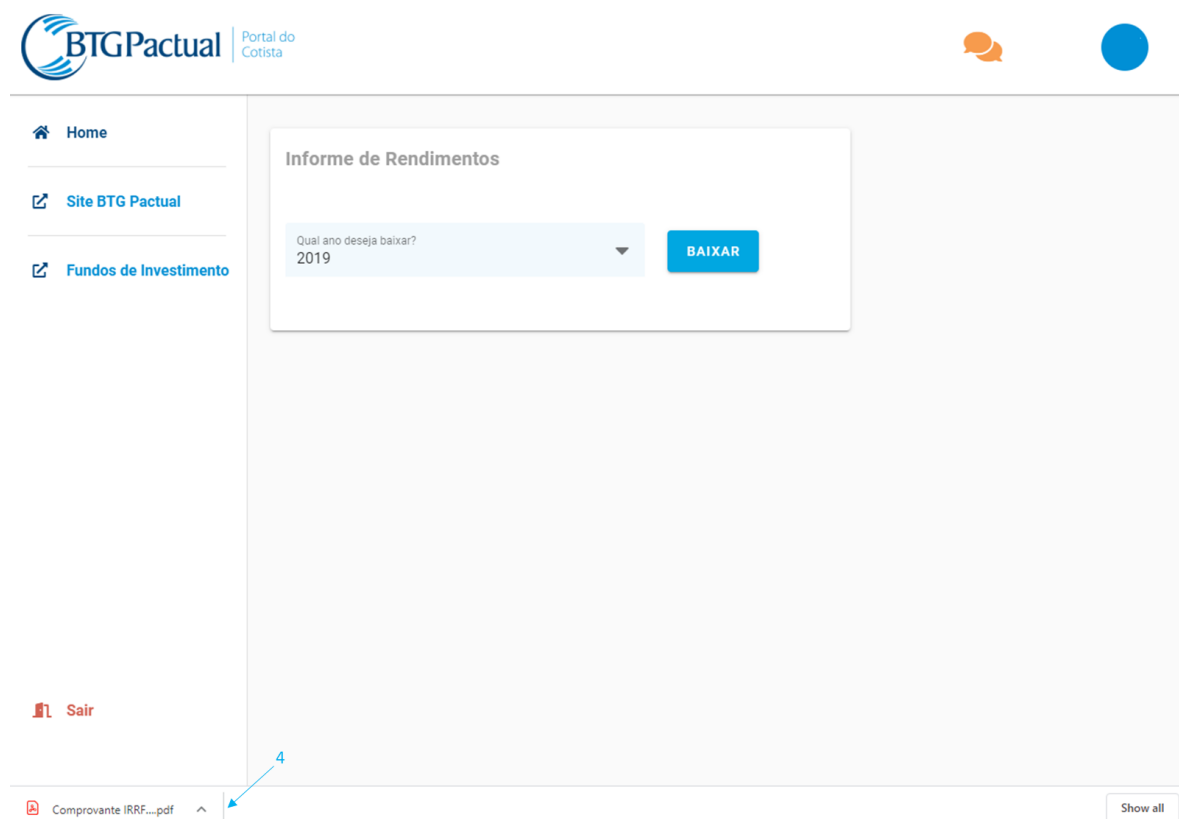 BTGPactual
Portal do
Cotista
Home
Site BTG Pactual
Fundos de Investimento
Informe de Rendimentos
Qual ano deseja baixar?
2019
BAIXAR
Sair
4
Comprovante IRRF....pdf
Show all